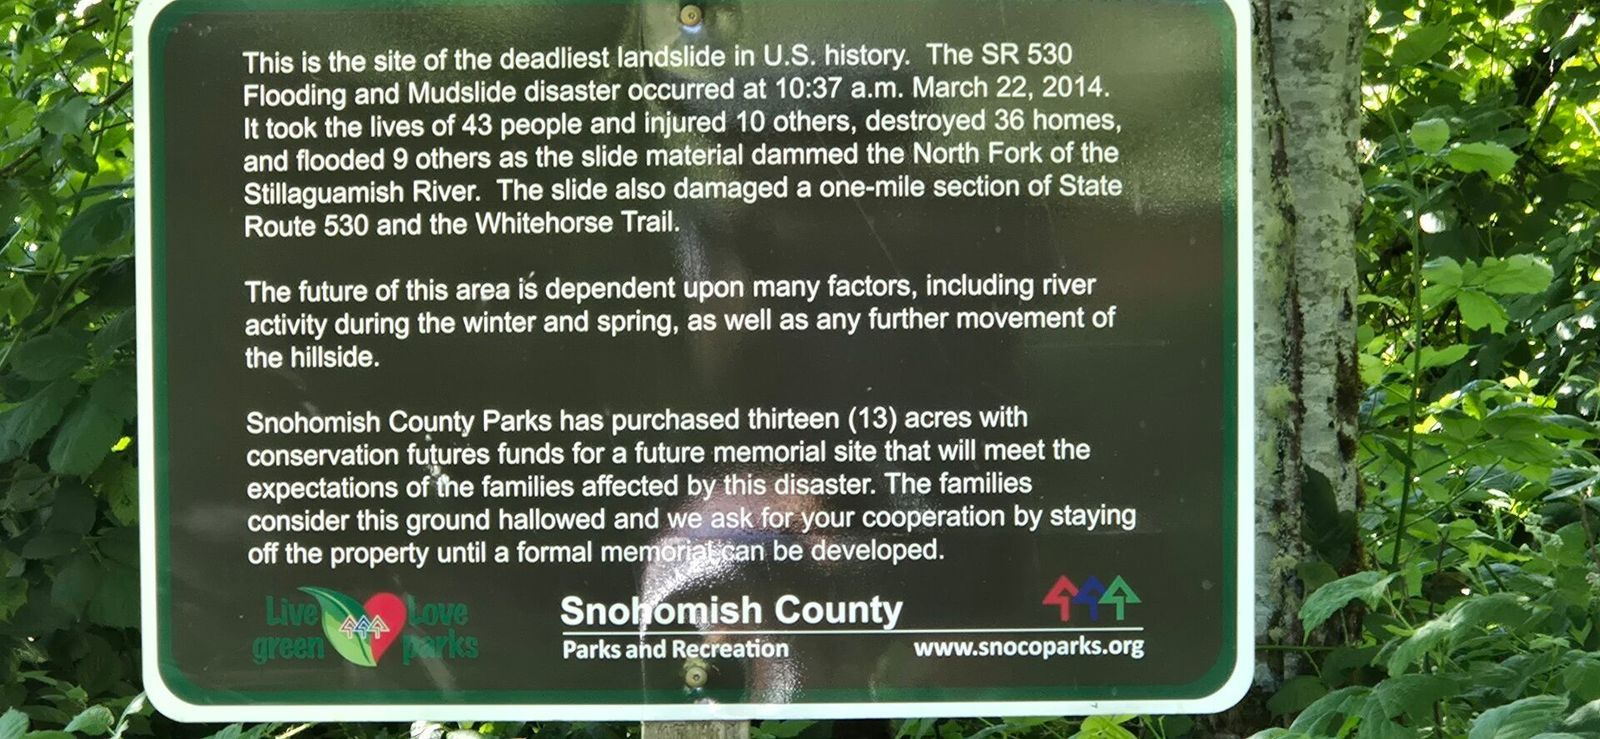 This is the site of the deadliest landslide in U.S. history. The SR 530
Flooding and Mudslide disaster occurred at 10:37 a.m. March 22, 2014.
It took the lives of 43 people and injured 10 others, destroyed 36 homes,
and flooded 9 others as the slide material dammed the North Fork of the
Stillaguamish River. The slide also damaged a one-mile section of State
Route 530 and the Whitehorse Trail.
The future of this area is dependent upon many factors, including river
activity during the winter and spring, as well as any further movement of
the hillside.
Snohomish County Parks has purchased thirteen (13) acres with
conservation futures funds for a future memorial site that will meet the
expectations of the families affected by this disaster. The families
consider this ground hallowed and we ask for your cooperation by staying
off the property until a formal memorial can be developed.
Live Love
green parks
Snohomish County
Parks and Recreation
www.snocoparks.org